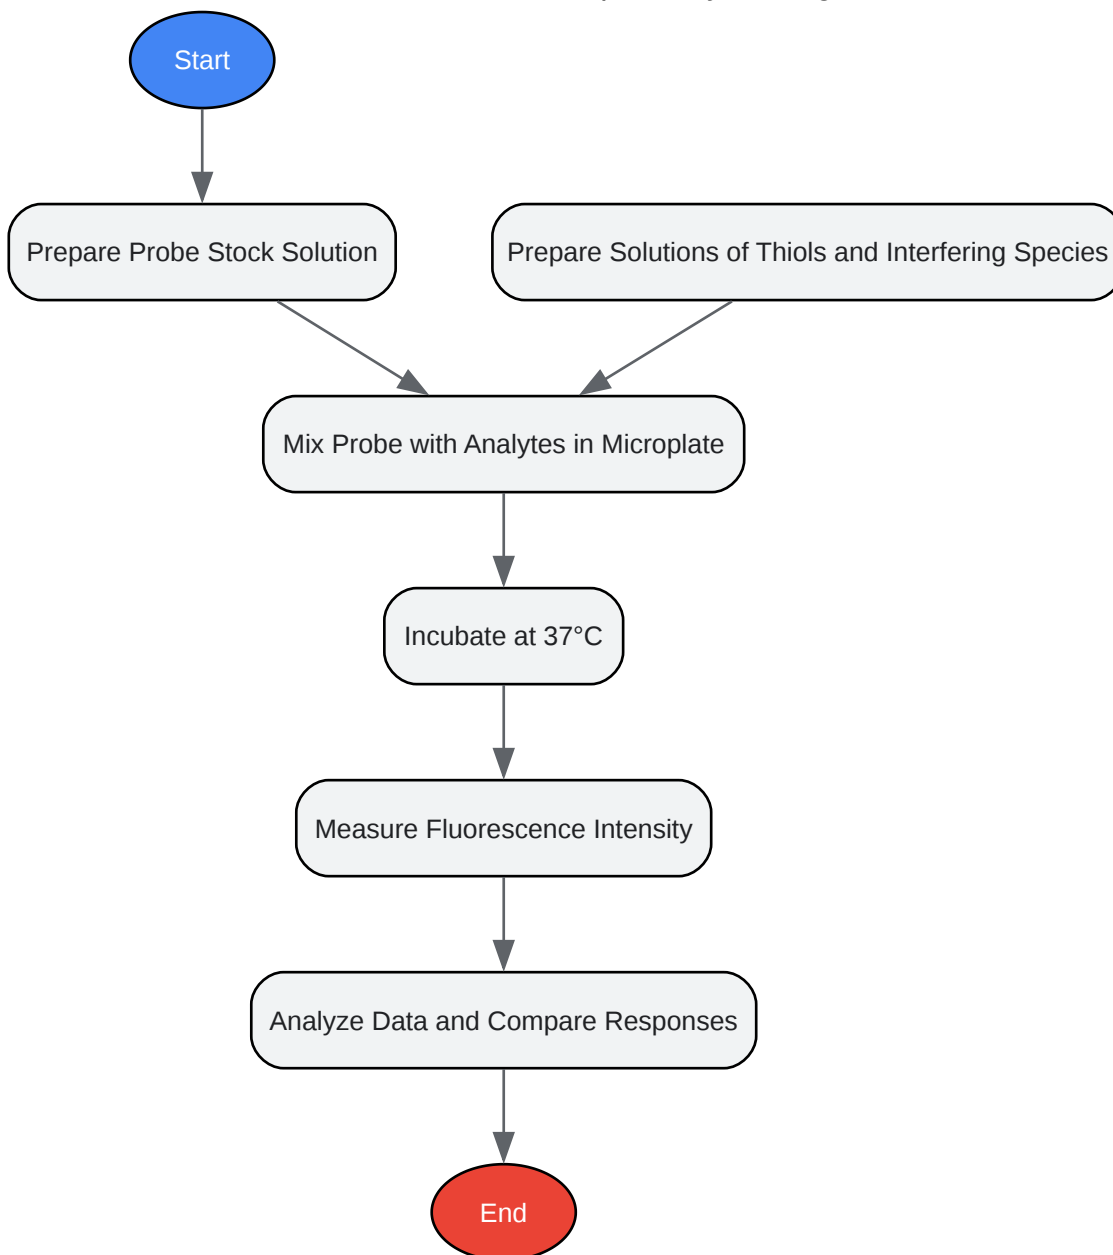 Start
Prepare Probe Stock Solution
Prepare Solutions of Thiols and Interfering Species
Mix Probe with Analytes in Microplate
Incubate at 37°C
Measure Fluorescence Intensity
Analyze Data and Compare Responses
End